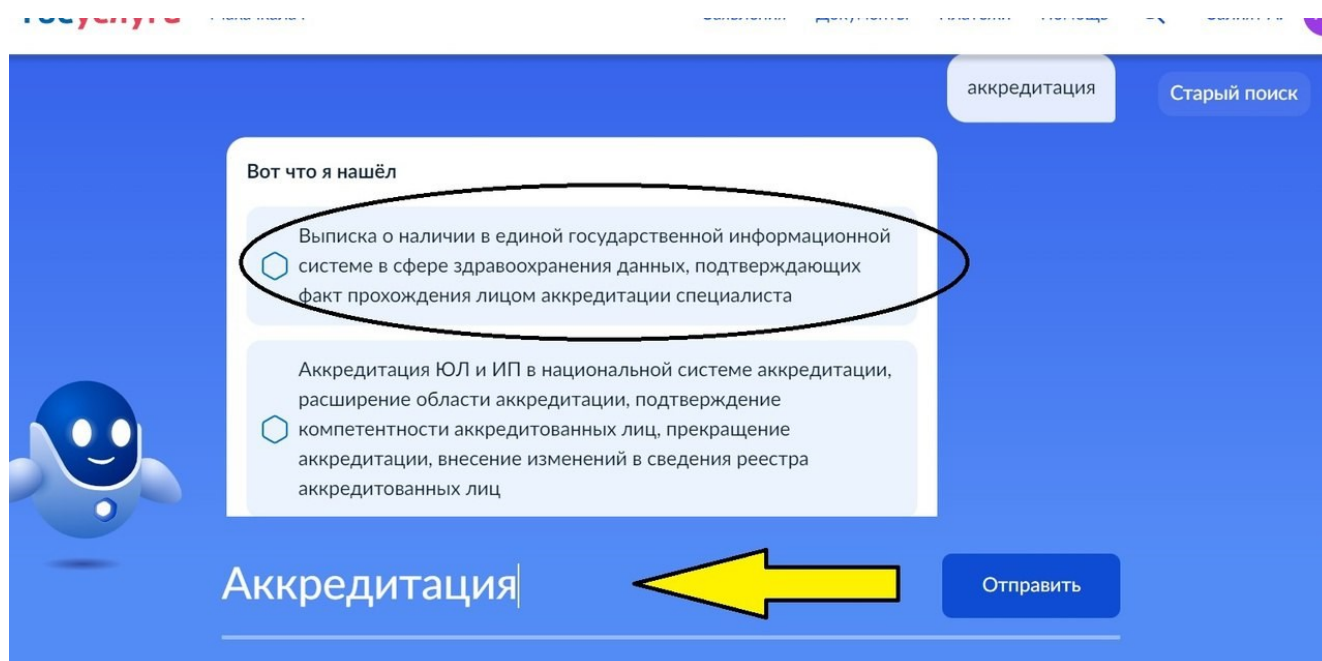 госуслуги
аккредитация
Старый поиск
Вот что я нашёл
Выписка о наличии в единой государственной информационной
системе в сфере здравоохранения данных, подтверждающих
факт прохождения лицом аккредитации специалиста
Аккредитация ЮЛ и ИП в национальной системе аккредитации,
расширение области аккредитации, подтверждение
компетентности аккредитованных лиц, прекращение
аккредитации, внесение изменений в сведения реестра
аккредитованных лиц
Аккредитация
Отправить